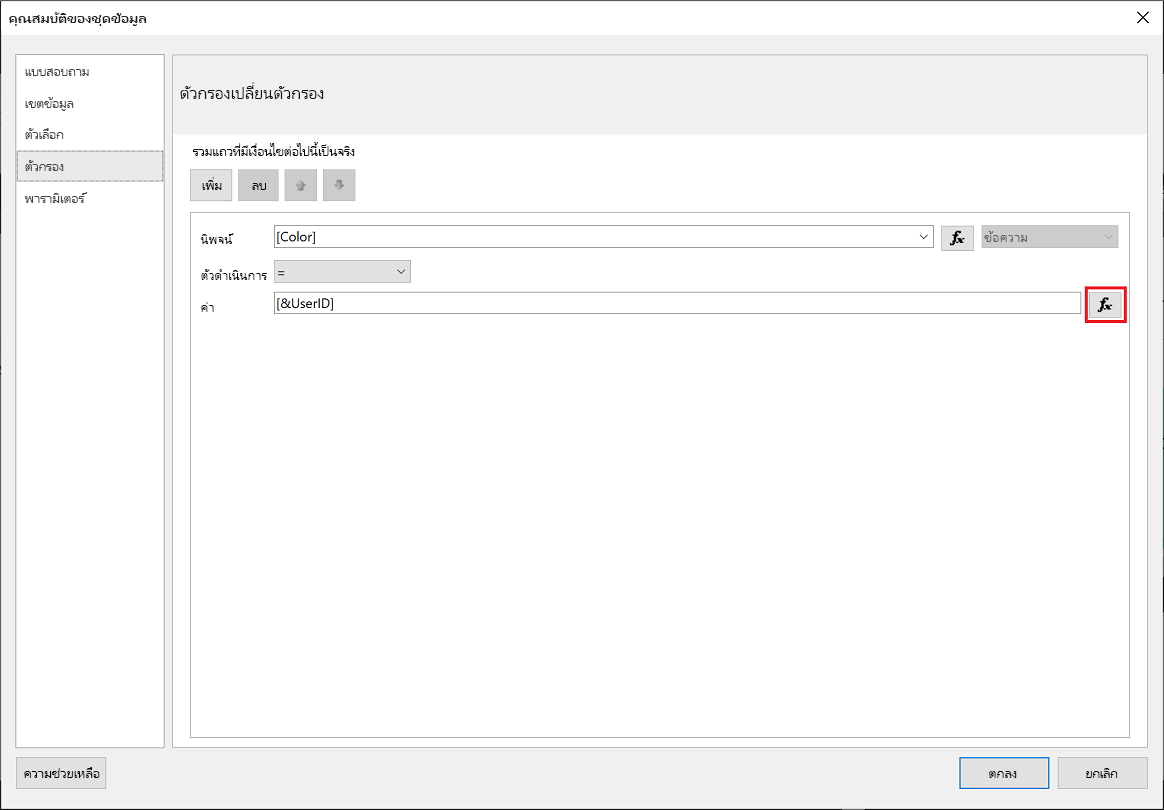 คุณสมบัติของชุดข้อมูล
แบบสอบถาม
เขตข้อมูล
ตัวเลือก
ตัวกรอง
พารามิเตอร์
ตัวกรองเปลี่ยนตัวกรอง
รวมแถวที่มีเงื่อนไขต่อไปนี้เป็นจริง
เพิ่ม ลบ
นิพจน์ [Color] fx ข้อความ
ตัวดำเนินการ =
ค่า [&UserID] fx
ความช่วยเหลือ ตกลง ยกเลิก